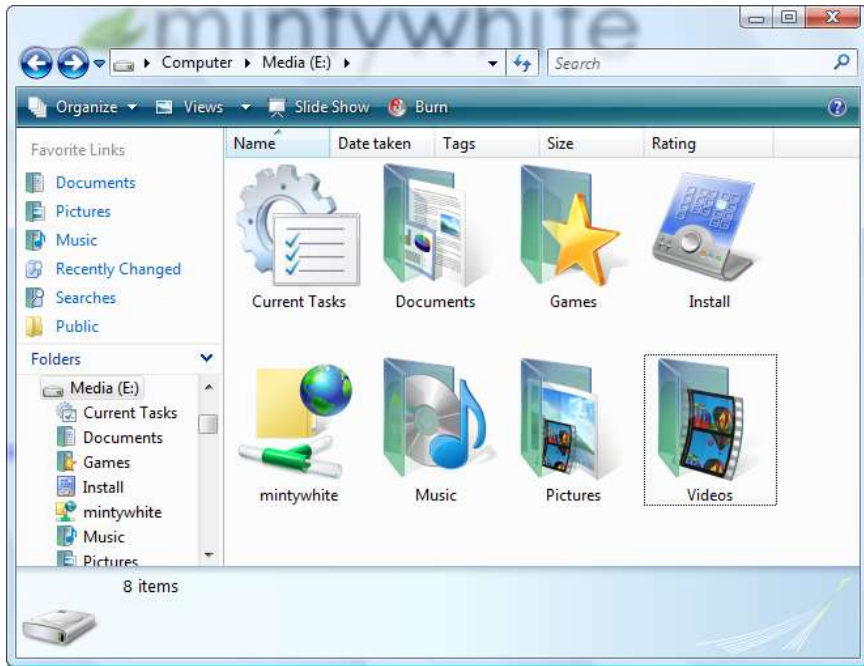 mintywhite
Computer Media (E:)
Search
Organize Views Slide Show Burn
Favorite Links
Documents
Pictures
Music
Recently Changed
Searches
Public
Folders
Media (E:)
Current Tasks
Documents
Games
Install
mintywhite
Music
Pictures
Name Date taken Tags Size Rating
Current Tasks Documents Games Install
mintywhite Music Pictures Videos
8 items